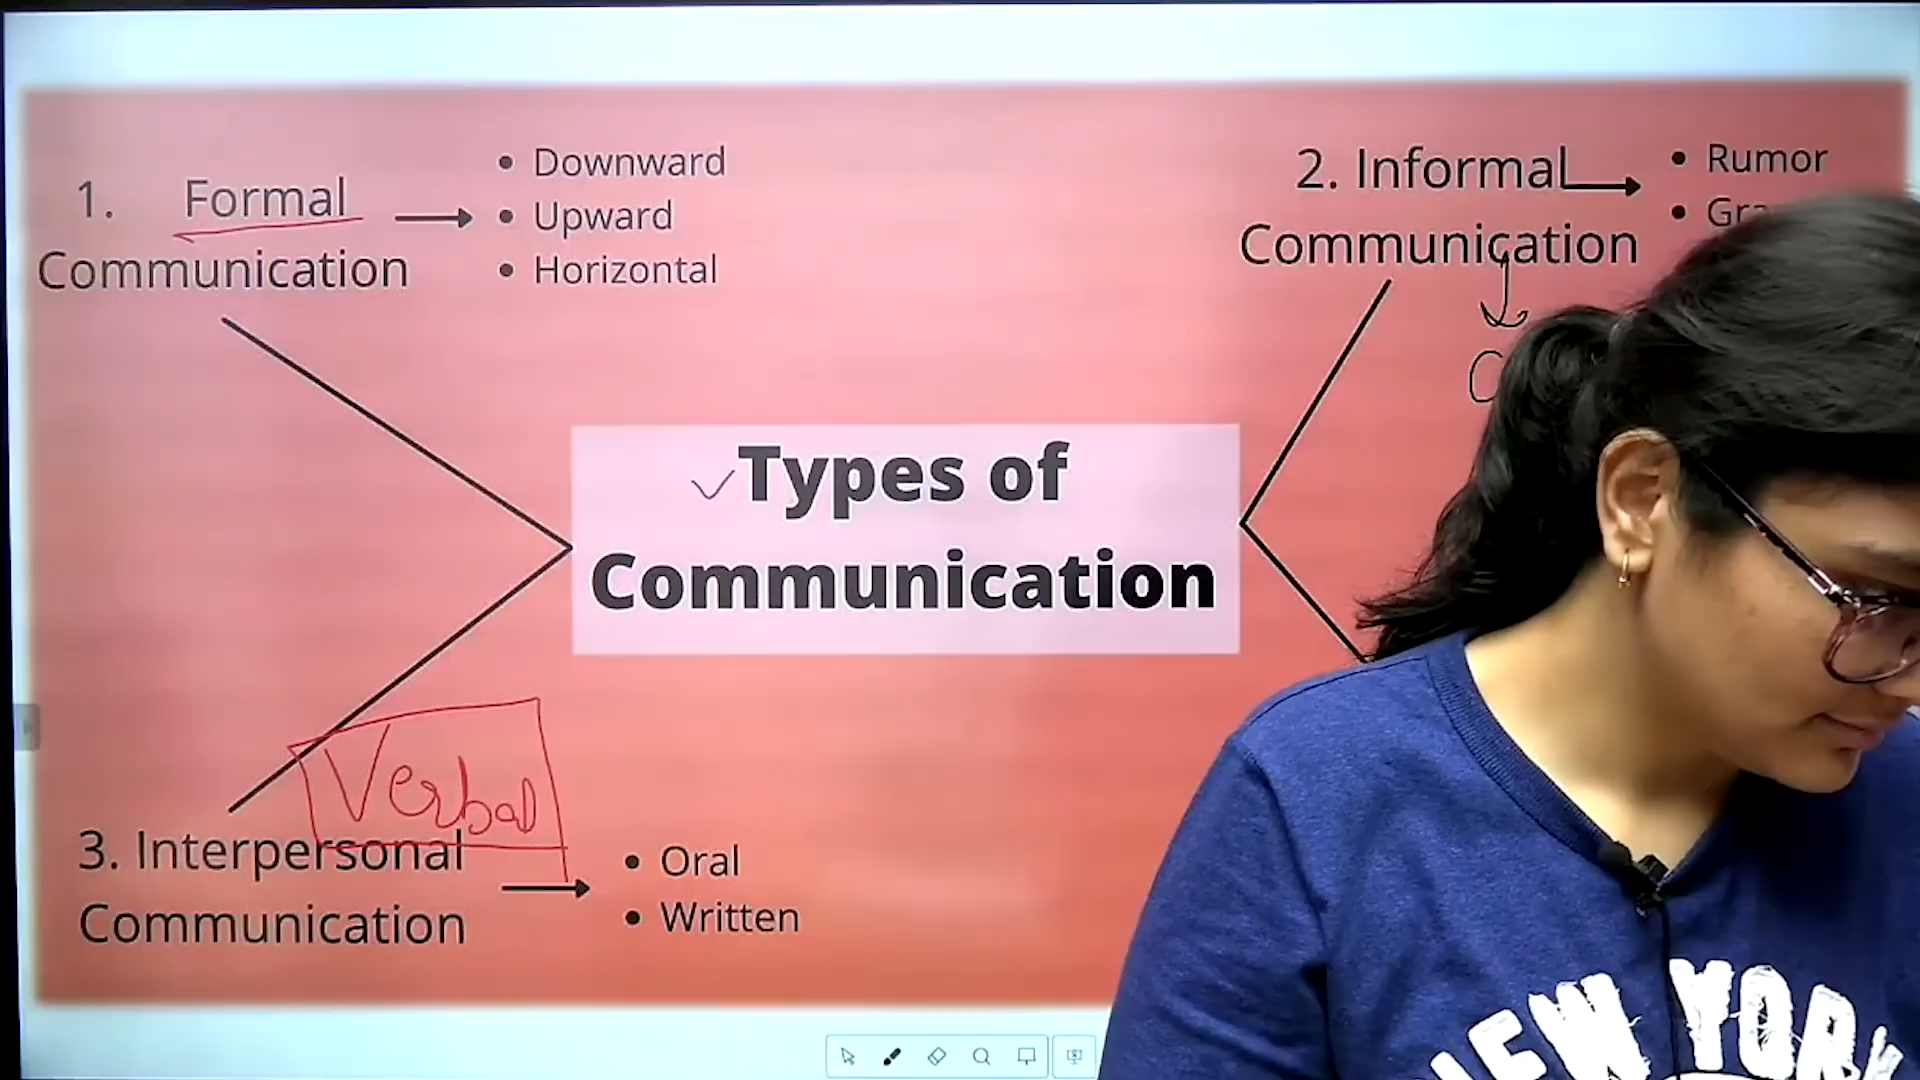 1. Formal
Communication
• Downward
• Upward
• Horizontal
2. Informal
Communication
• Rumor
Types of
Communication
Verbal
3. Interpersonal
Communication
• Oral
• Written
NEW YORK